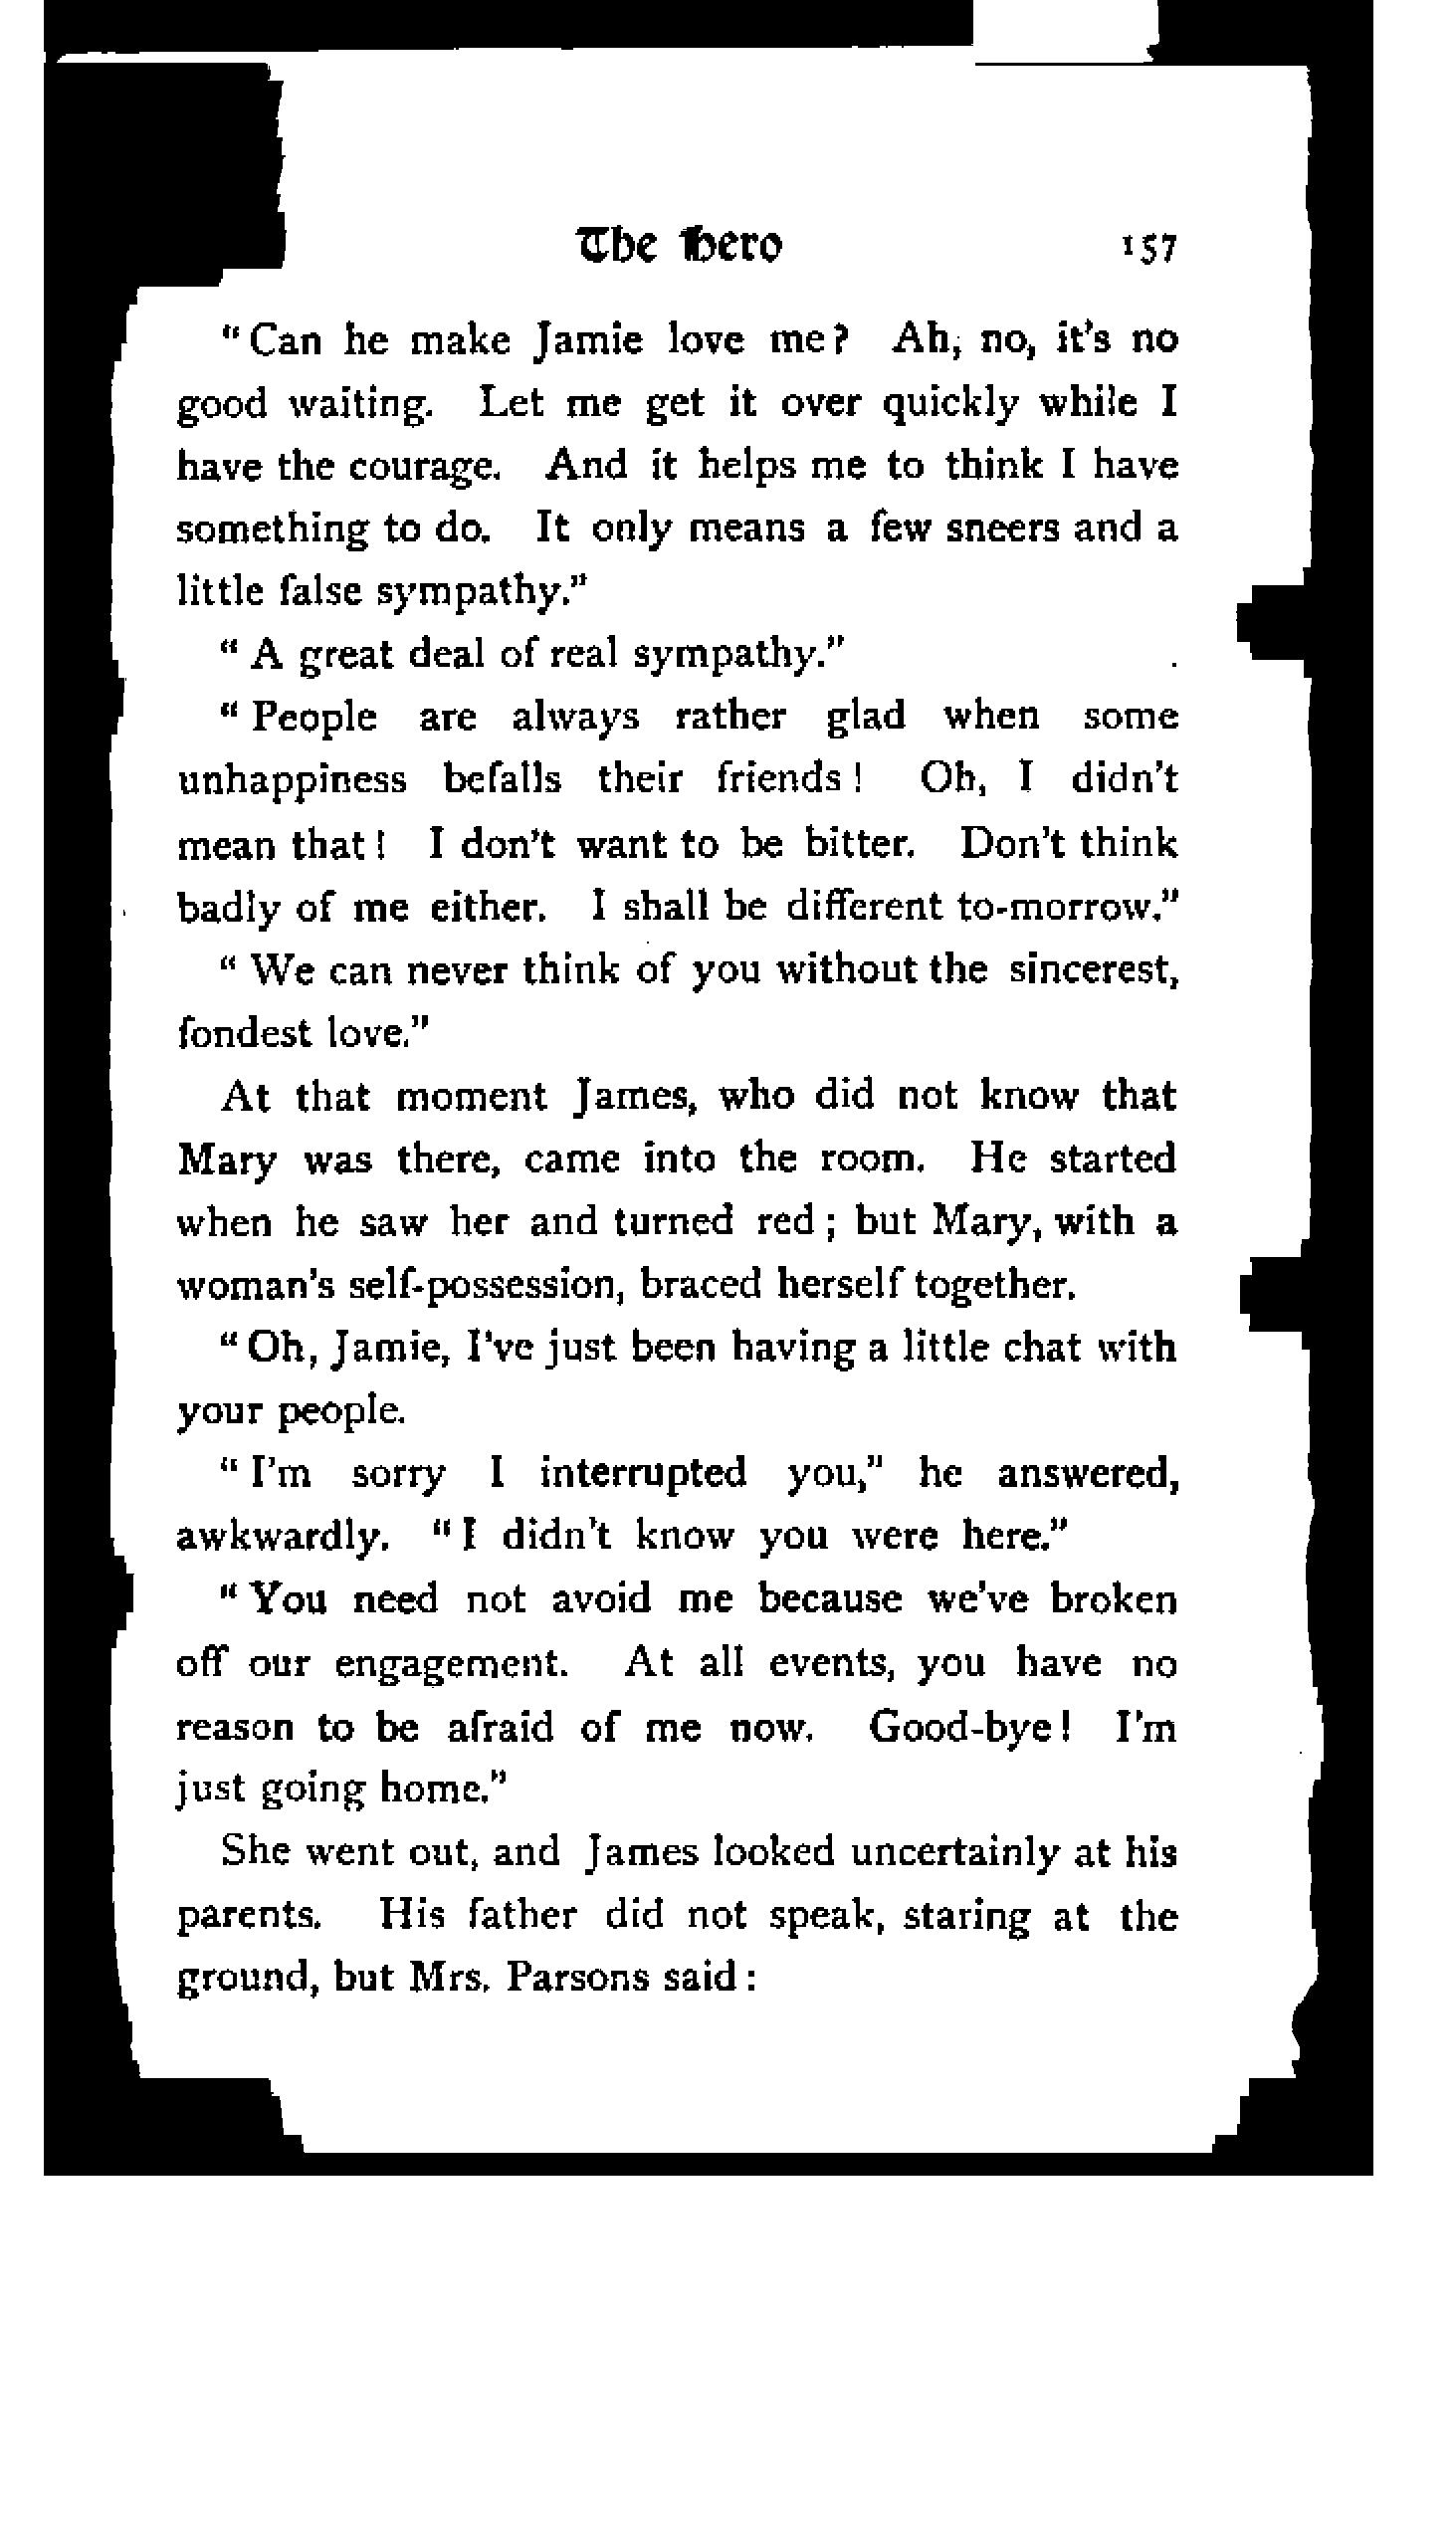 The Hero 157
"Can he make Jamie love me? Ah, no, it's no
good waiting. Let me get it over quickly while I
have the courage. And it helps me to think I have
something to do. It only means a few sneers and a
little false sympathy."
"A great deal of real sympathy."
"People are always rather glad when some
unhappiness befalls their friends! Oh, I didn't
mean that! I don't want to be bitter. Don't think
badly of me either. I shall be different to-morrow."
"We can never think of you without the sincerest,
fondest love."
At that moment James, who did not know that
Mary was there, came into the room. He started
when he saw her and turned red; but Mary, with a
woman's self-possession, braced herself together.
"Oh, Jamie, I've just been having a little chat with
your people.
"I'm sorry I interrupted you," he answered,
awkwardly. "I didn't know you were here."
"You need not avoid me because we've broken
off our engagement. At all events, you have no
reason to be afraid of me now. Good-bye! I'm
just going home."
She went out, and James looked uncertainly at his
parents. His father did not speak, staring at the
ground, but Mrs. Parsons said: